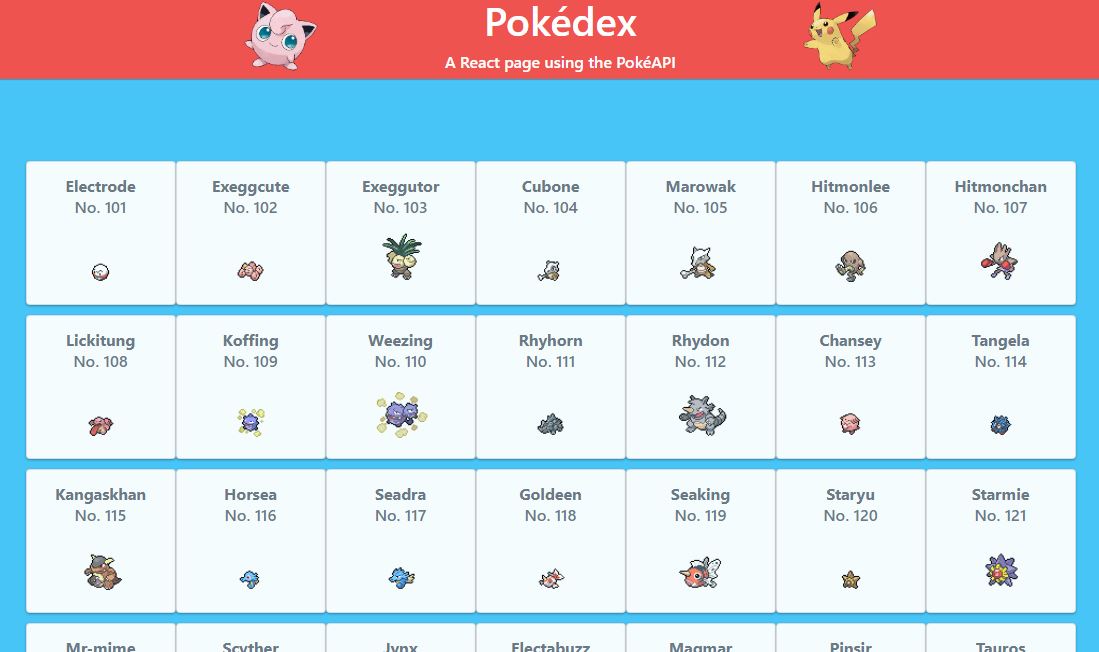 Pokédex
A React page using the PokéAPI
Electrode
No. 101
Exeggcute
No. 102
Exeggutor
No. 103
Cubone
No. 104
Marowak
No. 105
Hitmonlee
No. 106
Hitmonchan
No. 107
Lickitung
No. 108
Koffing
No. 109
Weezing
No. 110
Rhyhorn
No. 111
Rhydon
No. 112
Chansey
No. 113
Tangela
No. 114
Kangaskhan
No. 115
Horsea
No. 116
Seadra
No. 117
Goldeen
No. 118
Seaking
No. 119
Staryu
No. 120
Starmie
No. 121
Mr-mime
Scyther
Jynx
Electabuzz
Magmar
Pinsir
Tauros